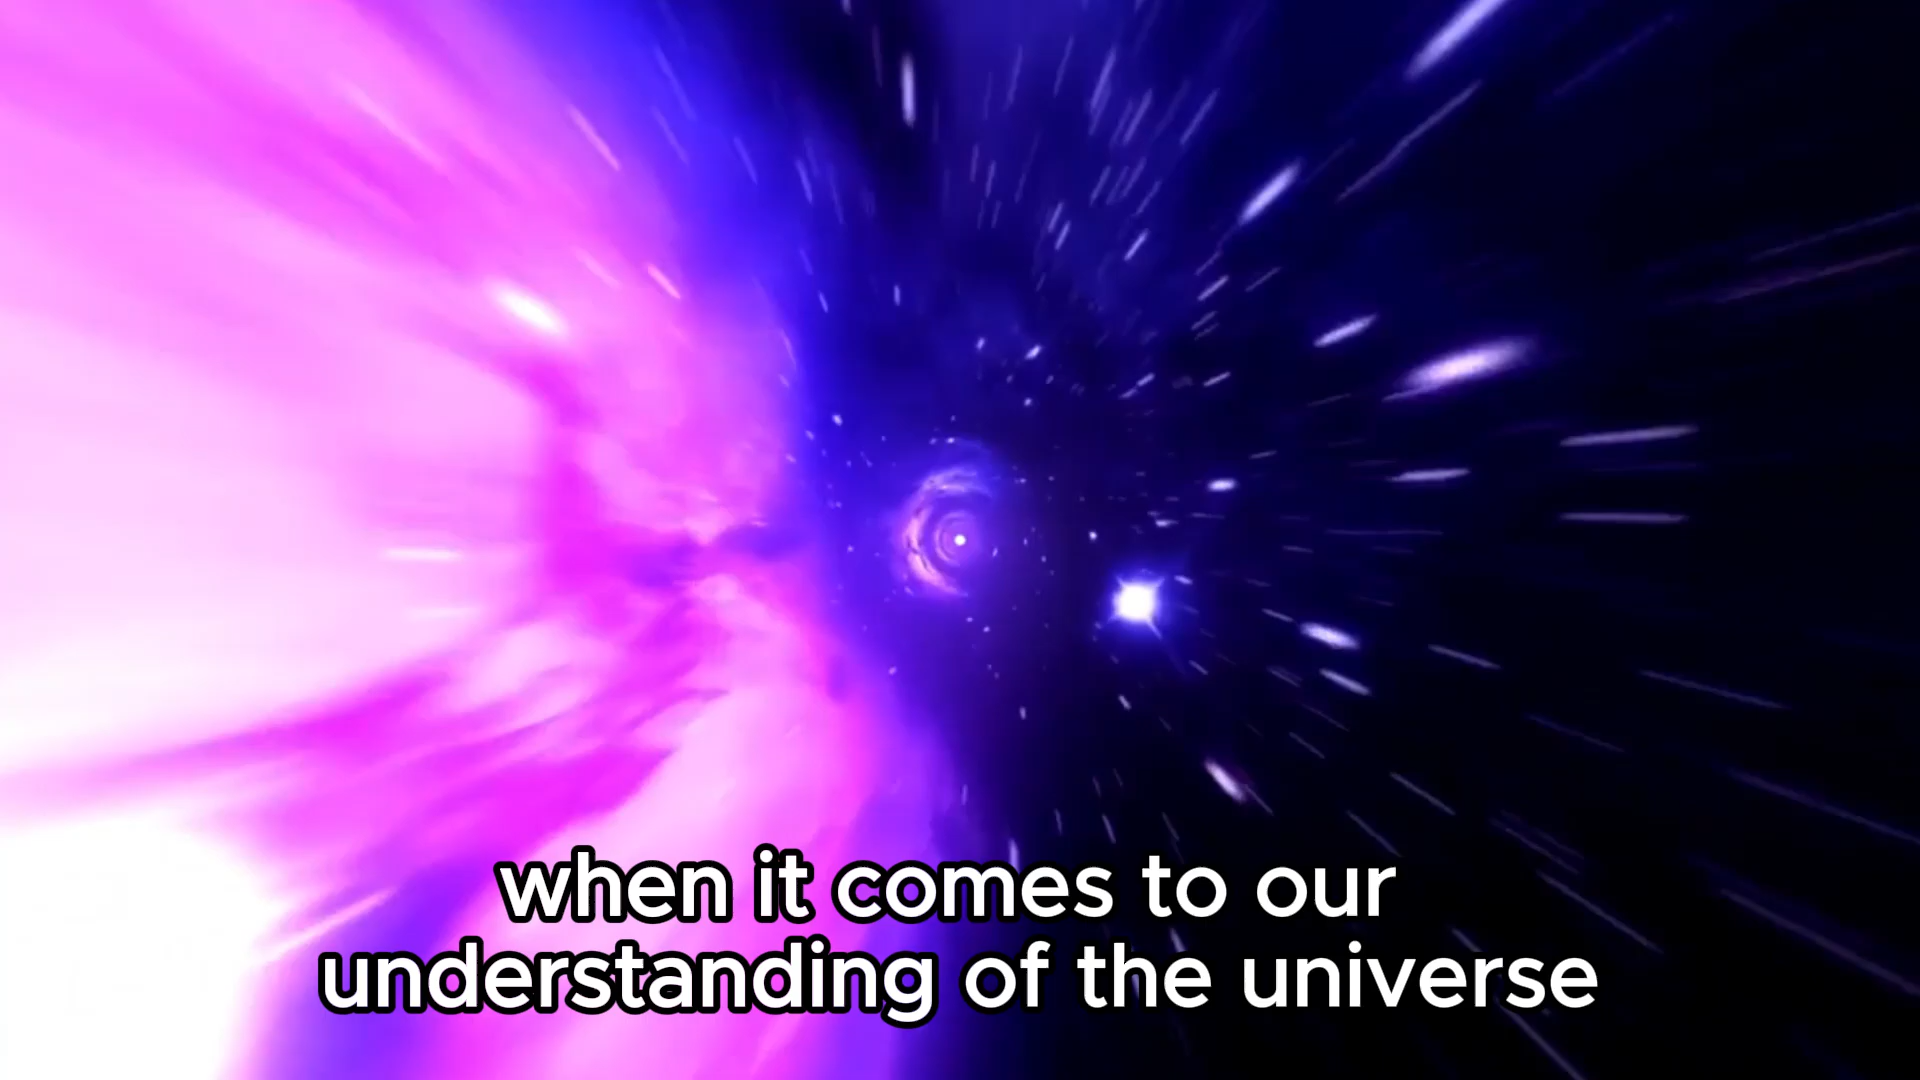 when it comes to our
understanding of the universe